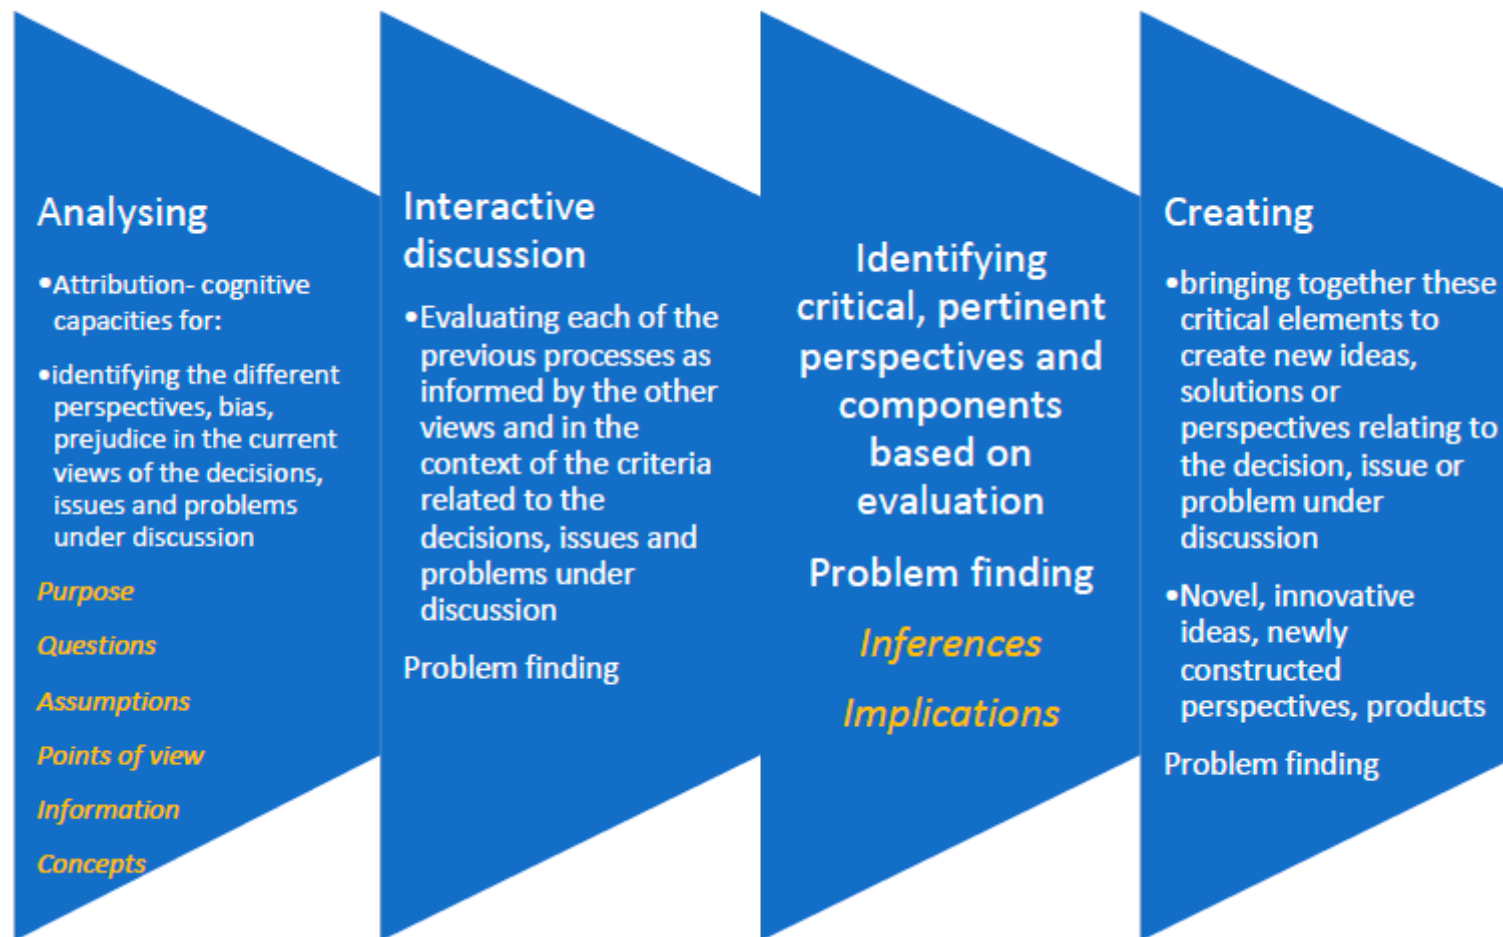 Analysing
•Attribution- cognitive
capacities for:
•identifying the different
perspectives, bias,
prejudice in the current
views of the decisions,
issues and problems
under discussion
Purpose
Questions
Assumptions
Points of view
Information
Concepts
Interactive
discussion
•Evaluating each of the
previous processes as
informed by the other
views and in the
context of the criteria
related to the
decisions, issues and
problems under
discussion
Problem finding
Identifying
critical, pertinent
perspectives and
components
based on
evaluation
Problem finding
Inferences
Implications
Creating
•bringing together these
critical elements to
create new ideas,
solutions or
perspectives relating to
the decision, issue or
problem under
discussion
•Novel, innovative
ideas, newly
constructed
perspectives, products
Problem finding